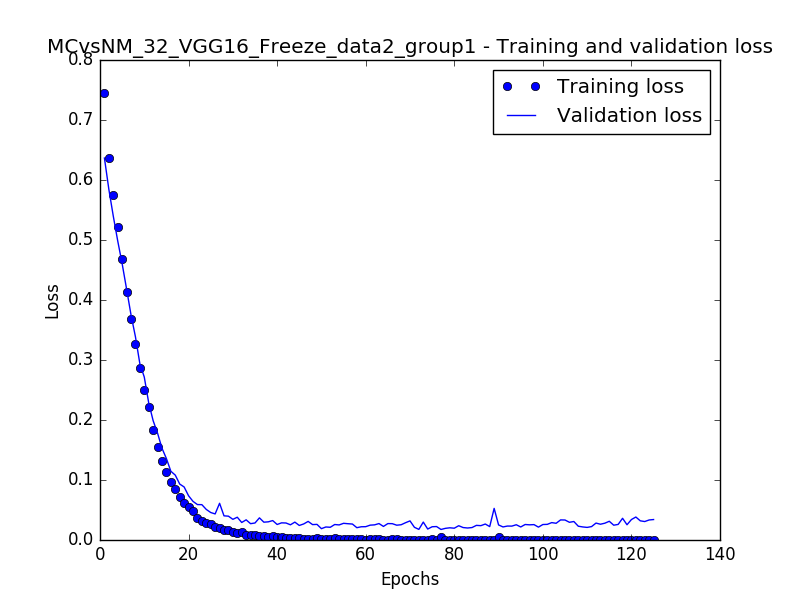 MCvsNM_32_VGG16_Freeze_data2_group1 - Training and validation loss
Training loss
Validation loss
0.8
0.7
0.6
0.5
0.4
0.3
0.2
0.1
0.0
Loss
0 20 40 60 80 100 120 140
Epochs